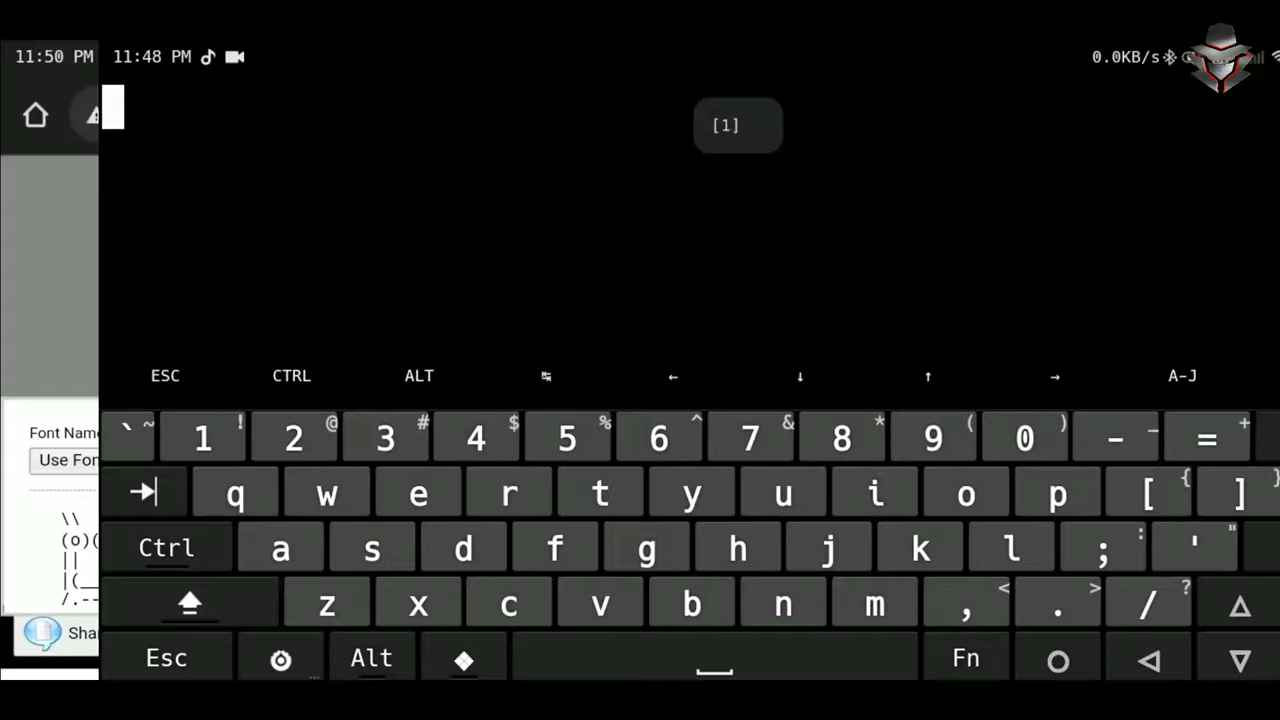 11:50 PM
11:48 PM
0.0KB/s
[1]
ESC CTRL ALT ↹ ← ↓ ↑ → A-J
Font Name
Use Fon
\\
(o)(
||
|(__
/.--
Sha
` ~ 1 ! 2 @ 3 # 4 $ 5 % 6 ^ 7 & 8 * 9 ( 0 ) - _ = +
q w e r t y u i o p [ { ] }
Ctrl a s d f g h j k l ; : ' "
z x c v b n m , < . > / ?
Esc Alt Fn